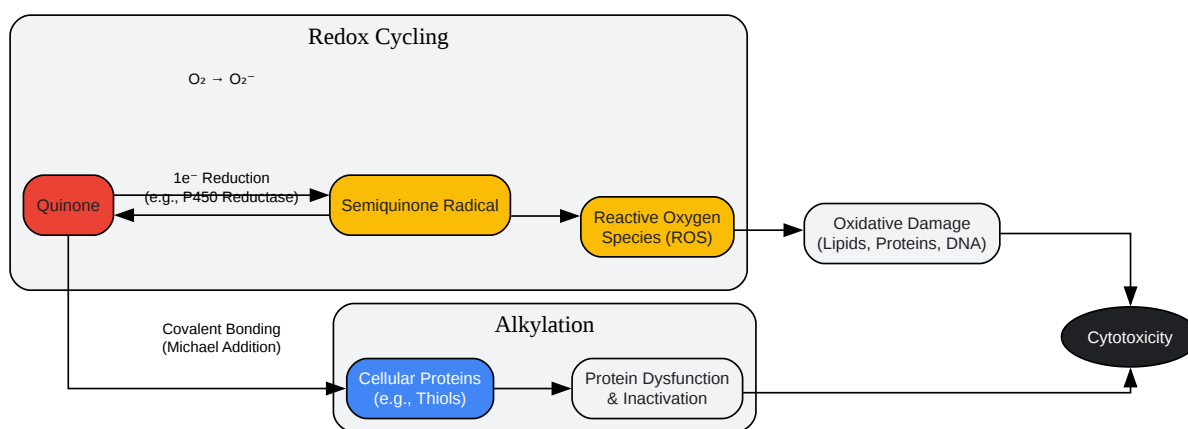 Redox Cycling
O₂ → O₂⁻
1e⁻ Reduction
(e.g., P450 Reductase)
Quinone
Semiquinone Radical
Reactive Oxygen
Species (ROS)
Oxidative Damage
(Lipids, Proteins, DNA)
Covalent Bonding
(Michael Addition)
Alkylation
Cellular Proteins
(e.g., Thiols)
Protein Dysfunction
& Inactivation
Cytotoxicity